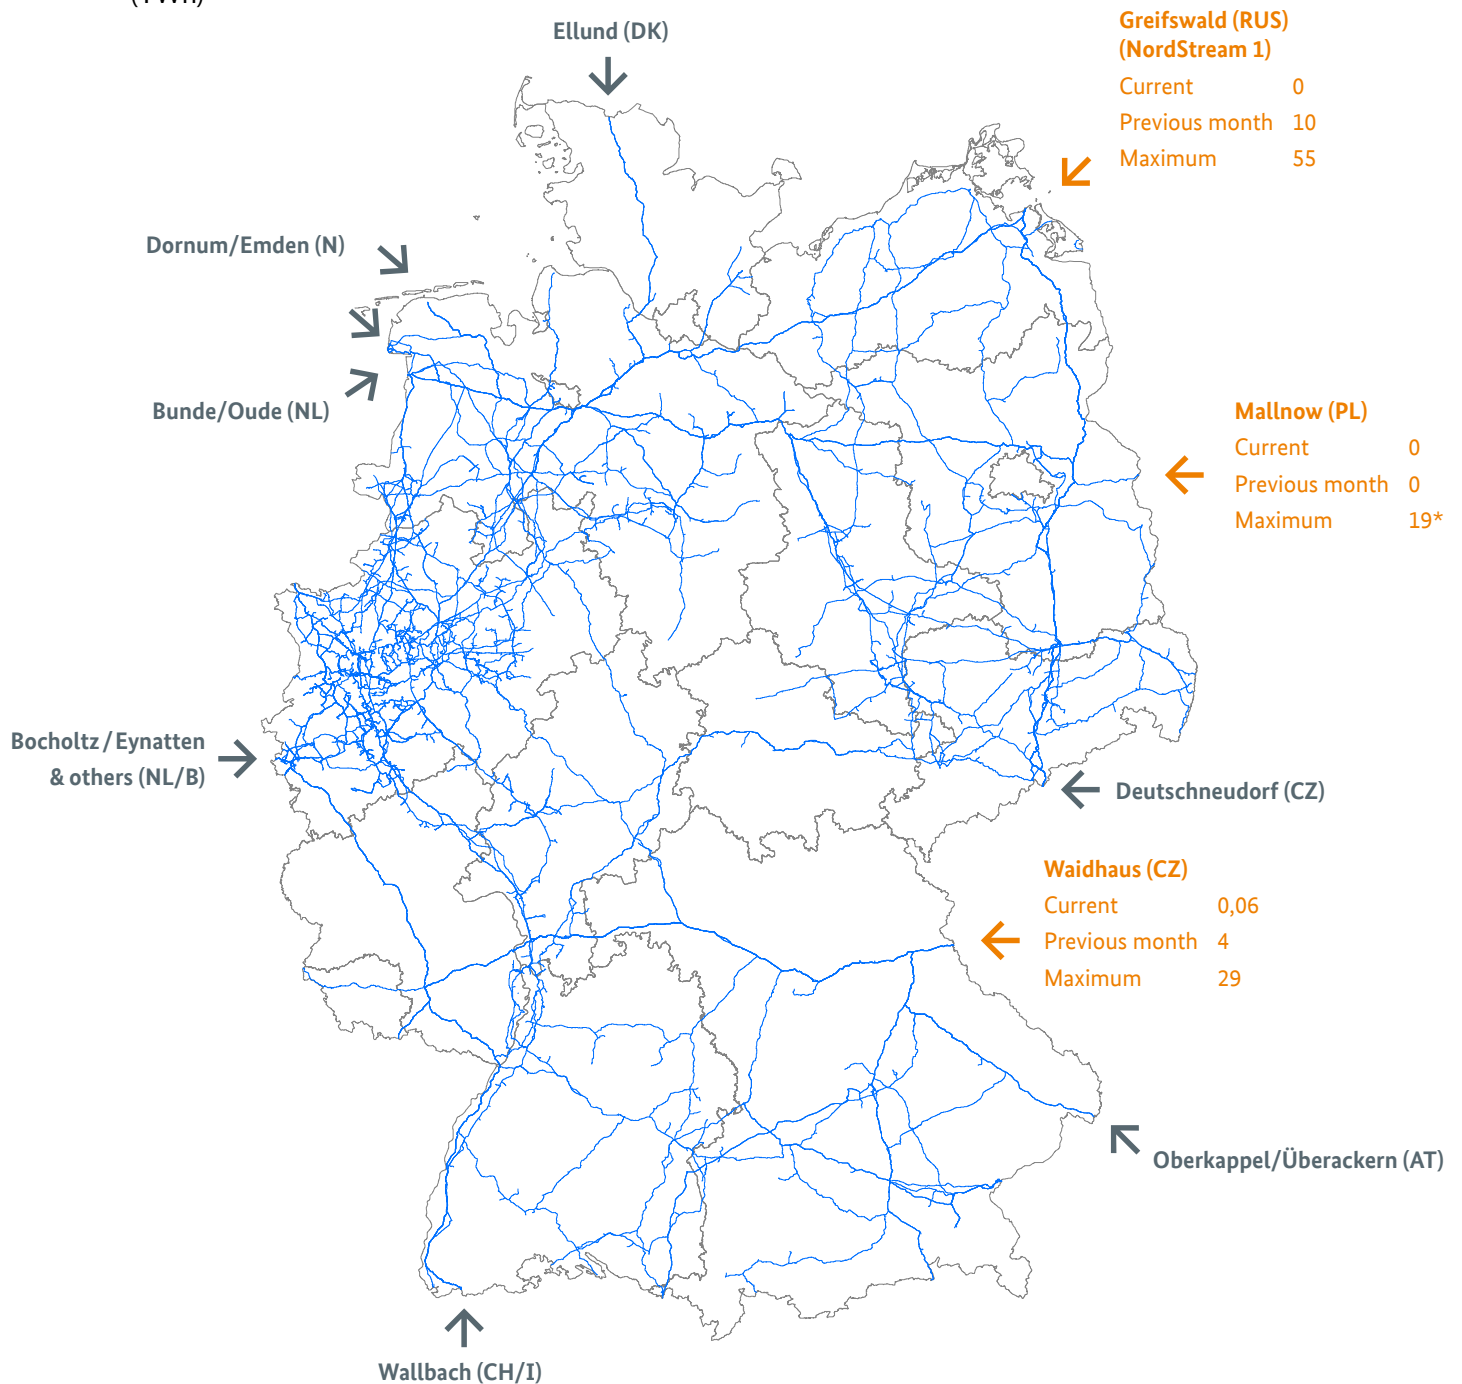 (TWh)
Ellund (DK)
Greifswald (RUS)
(NordStream 1)
Current 0
Previous month 10
Maximum 55
Dornum/Emden (N)
Bunde/Oude (NL)
Mallnow (PL)
Current 0
Previous month 0
Maximum 19*
Bocholtz / Eynatten
& others (NL/B)
Deutschneudorf (CZ)
Waidhaus (CZ)
Current 0,06
Previous month 4
Maximum 29
Oberkappel/Überackern (AT)
Wallbach (CH/I)